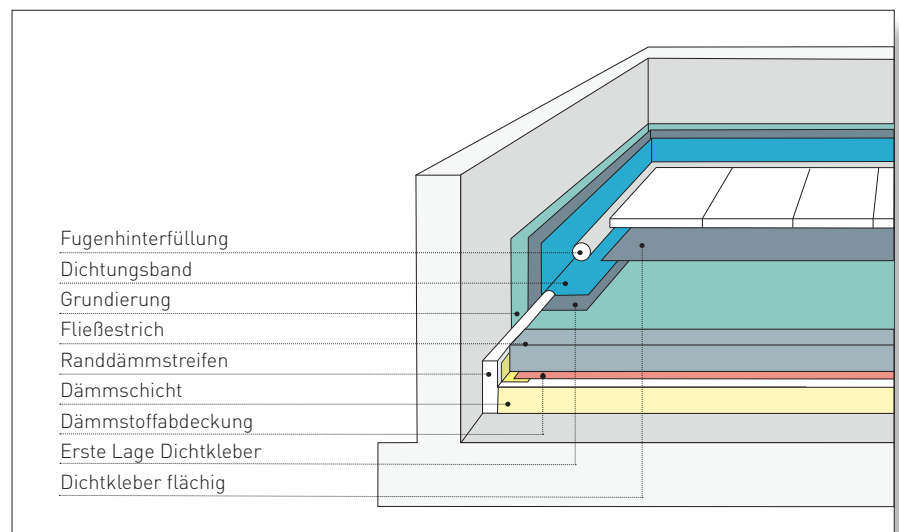 Fugenhinterfüllung
Dichtungsband
Grundierung
Fließestrich
Randdämmstreifen
Dämmschicht
Dämmstoffabdeckung
Erste Lage Dichtkleber
Dichtkleber flächig